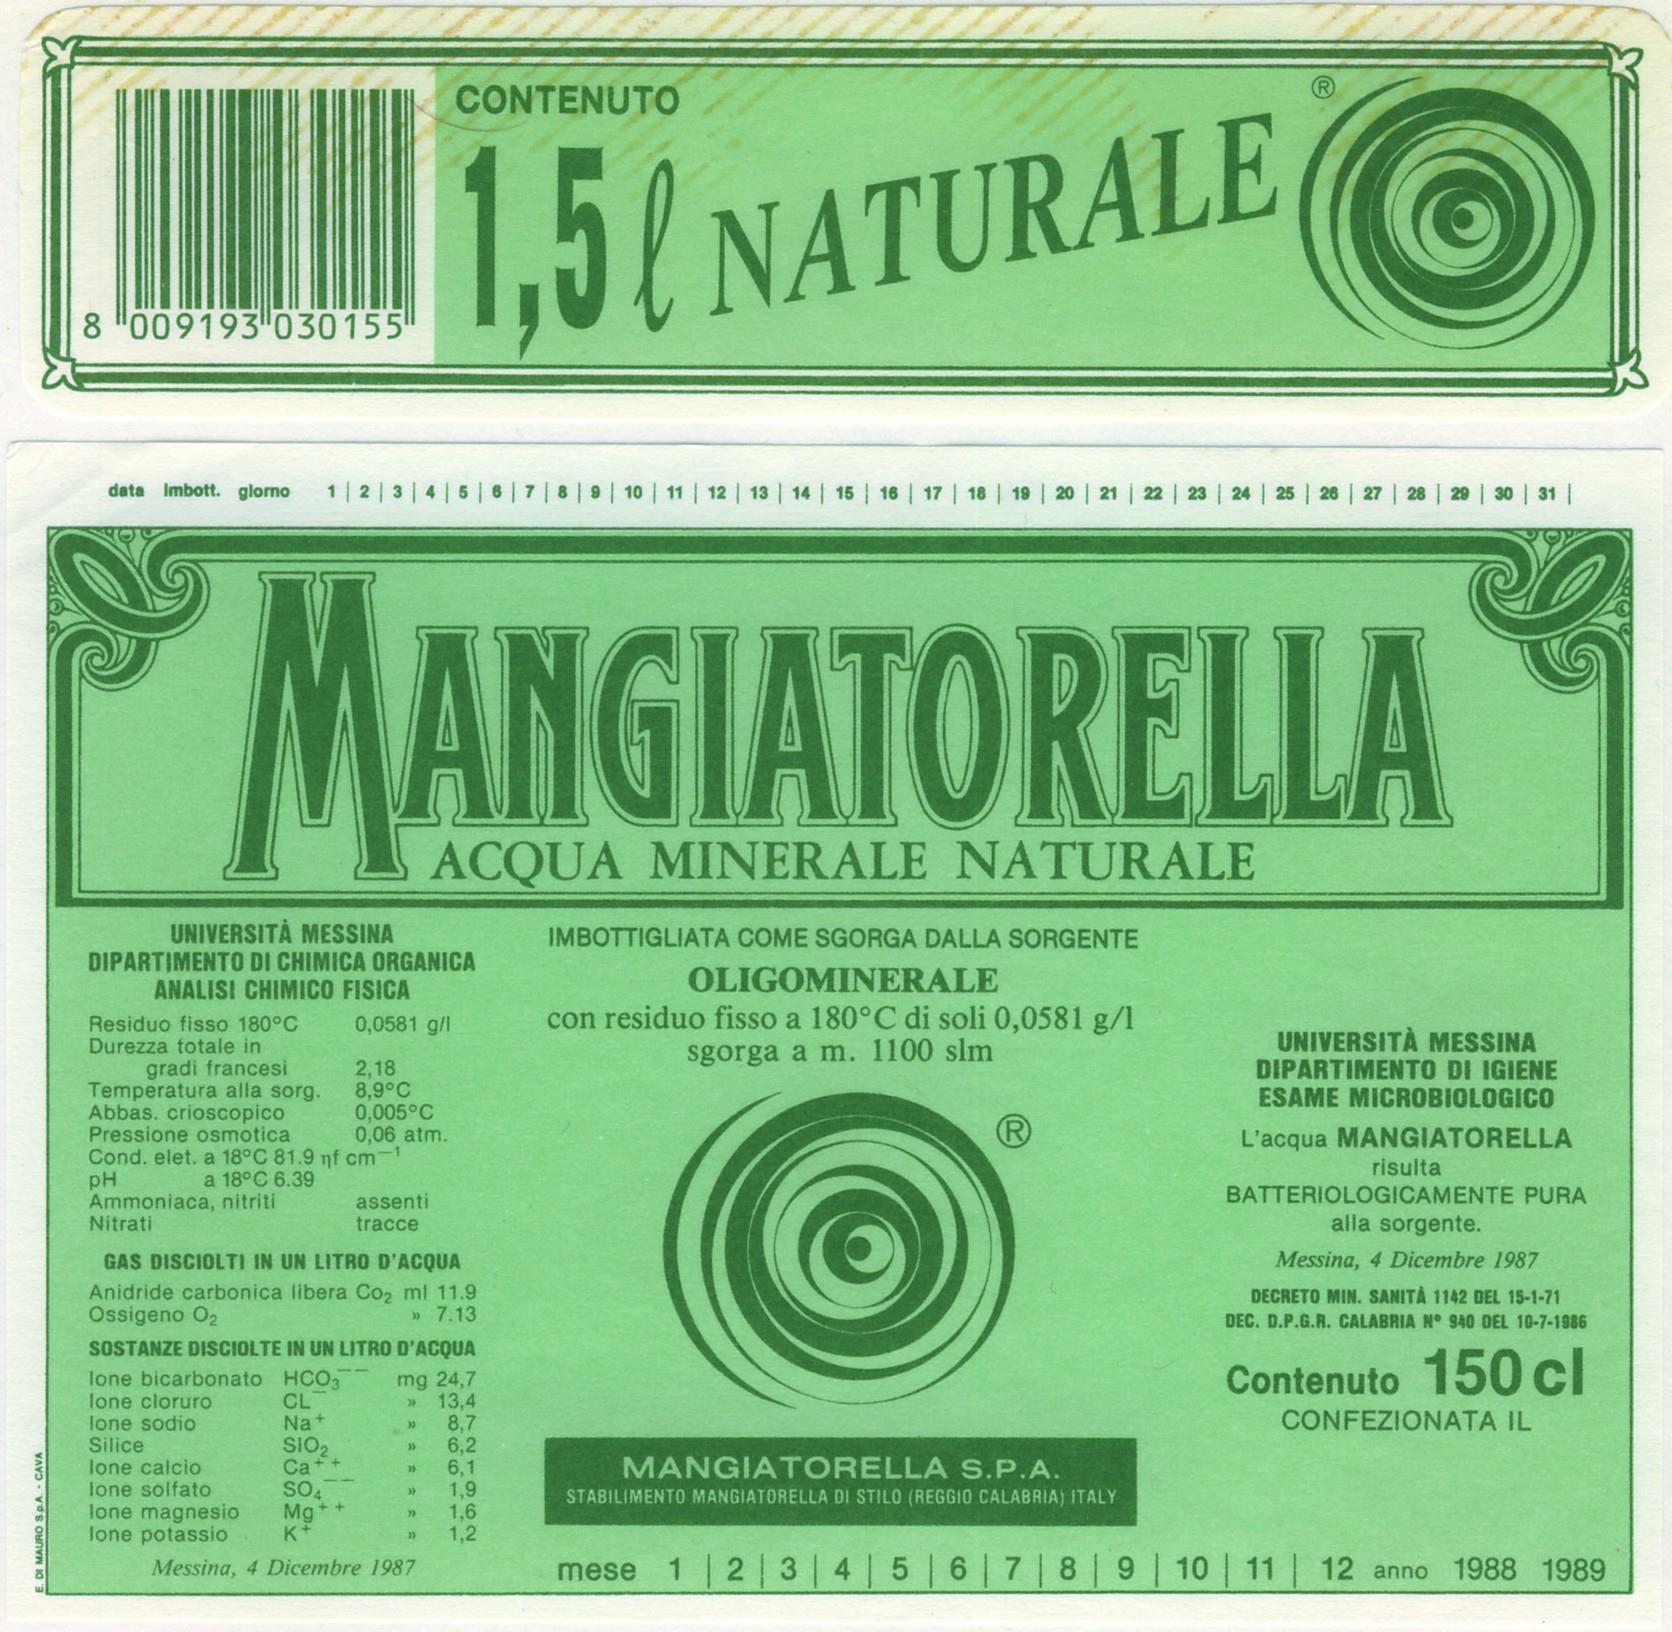 CONTENUTO
1,5 ℓ NATURALE ®
8 009193 030155
data Imbott. giorno 1 | 2 | 3 | 4 | 5 | 6 | 7 | 8 | 9 | 10 | 11 | 12 | 13 | 14 | 15 | 16 | 17 | 18 | 19 | 20 | 21 | 22 | 23 | 24 | 25 | 26 | 27 | 28 | 29 | 30 | 31 |
MANGIATORELLA
ACQUA MINERALE NATURALE
UNIVERSITÀ MESSINA
DIPARTIMENTO DI CHIMICA ORGANICA
ANALISI CHIMICO FISICA
Residuo fisso 180°C 0,0581 g/l
Durezza totale in
gradi francesi 2,18
Temperatura alla sorg. 8,9°C
Abbas. crioscopico 0,005°C
Pressione osmotica 0,06 atm.
Cond. elet. a 18°C 81.9 ηf cm⁻¹
pH a 18°C 6.39
Ammoniaca, nitriti assenti
Nitrati tracce
GAS DISCIOLTI IN UN LITRO D'ACQUA
Anidride carbonica libera Co₂ ml 11.9
Ossigeno O₂ » 7.13
SOSTANZE DISCIOLTE IN UN LITRO D'ACQUA
Ione bicarbonato HCO₃⁻⁻ mg 24,7
Ione cloruro CL⁻ » 13,4
Ione sodio Na⁺ » 8,7
Silice SIO₂ » 6,2
Ione calcio Ca⁺⁺ » 6,1
Ione solfato SO₄⁻⁻ » 1,9
Ione magnesio Mg⁺⁺ » 1,6
Ione potassio K⁺ » 1,2
Messina, 4 Dicembre 1987
E. DI MAURO S.p.A. - CAVA
IMBOTTIGLIATA COME SGORGA DALLA SORGENTE
OLIGOMINERALE
con residuo fisso a 180°C di soli 0,0581 g/l
sgorga a m. 1100 slm
®
MANGIATORELLA S.P.A.
STABILIMENTO MANGIATORELLA DI STILO (REGGIO CALABRIA) ITALY
UNIVERSITÀ MESSINA
DIPARTIMENTO DI IGIENE
ESAME MICROBIOLOGICO
L'acqua MANGIATORELLA
risulta
BATTERIOLOGICAMENTE PURA
alla sorgente.
Messina, 4 Dicembre 1987
DECRETO MIN. SANITÀ 1142 DEL 15-1-71
DEC. D.P.G.R. CALABRIA N° 940 DEL 10-7-1986
Contenuto 150 cl
CONFEZIONATA IL
mese 1 | 2 | 3 | 4 | 5 | 6 | 7 | 8 | 9 | 10 | 11 | 12 anno 1988 1989